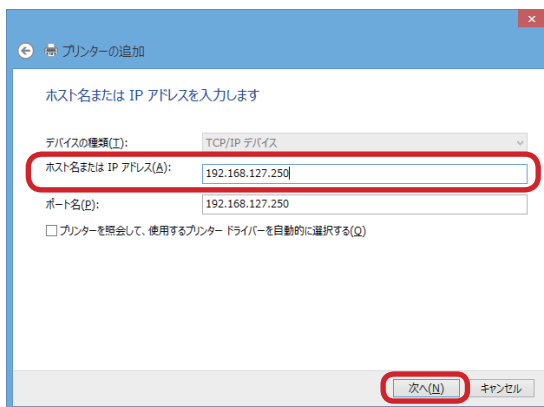 プリンターの追加
ホスト名または IP アドレスを入力します
デバイスの種類(T): TCP/IP デバイス
ホスト名または IP アドレス(A): 192.168.127.250
ポート名(P): 192.168.127.250
プリンターを照会して、使用するプリンター ドライバーを自動的に選択する(Q)
次へ(N) キャンセル